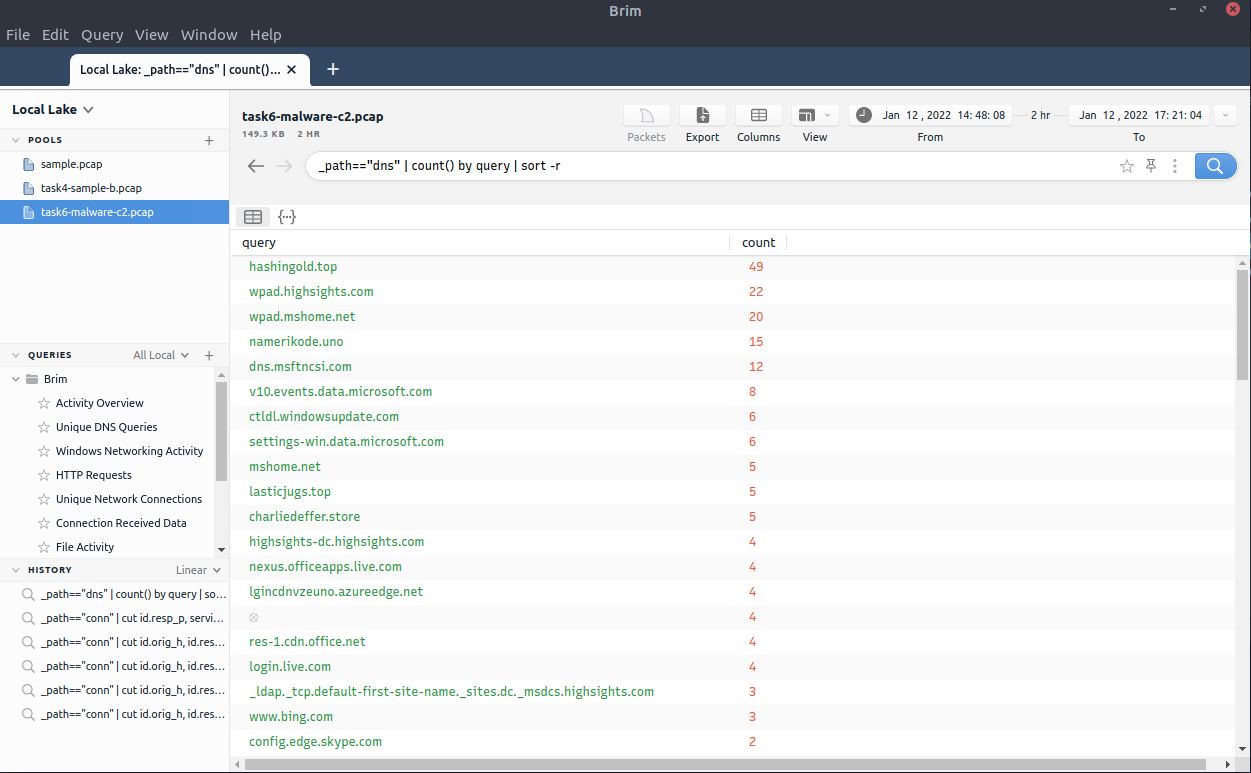 Brim
File Edit Query View Window Help
Local Lake: _path=="dns" | count()... ✕ +
Local Lake
POOLS +
sample.pcap
task4-sample-b.pcap
task6-malware-c2.pcap
QUERIES All Local +
Brim
Activity Overview
Unique DNS Queries
Windows Networking Activity
HTTP Requests
Unique Network Connections
Connection Received Data
File Activity
HISTORY Linear
_path=="dns" | count() by query | so...
_path=="conn" | cut id.resp_p, servi...
_path=="conn" | cut id.orig_h, id.res...
_path=="conn" | cut id.orig_h, id.res...
_path=="conn" | cut id.orig_h, id.res...
_path=="conn" | cut id.orig_h, id.res...
task6-malware-c2.pcap
149.3 KB 2 HR
Packets Export Columns View
Jan 12 , 2022 14:48:08 2 hr Jan 12 , 2022 17:21:04
From To
_path=="dns" | count() by query | sort -r
query count
hashingold.top 49
wpad.highsights.com 22
wpad.mshome.net 20
namerikode.uno 15
dns.msftncsi.com 12
v10.events.data.microsoft.com 8
ctldl.windowsupdate.com 6
settings-win.data.microsoft.com 6
mshome.net 5
lasticjugs.top 5
charliedeffer.store 5
highsights-dc.highsights.com 4
nexus.officeapps.live.com 4
lgincdnvzeuno.azureedge.net 4
4
res-1.cdn.office.net 4
login.live.com 4
_ldap._tcp.default-first-site-name._sites.dc._msdcs.highsights.com 3
www.bing.com 3
config.edge.skype.com 2